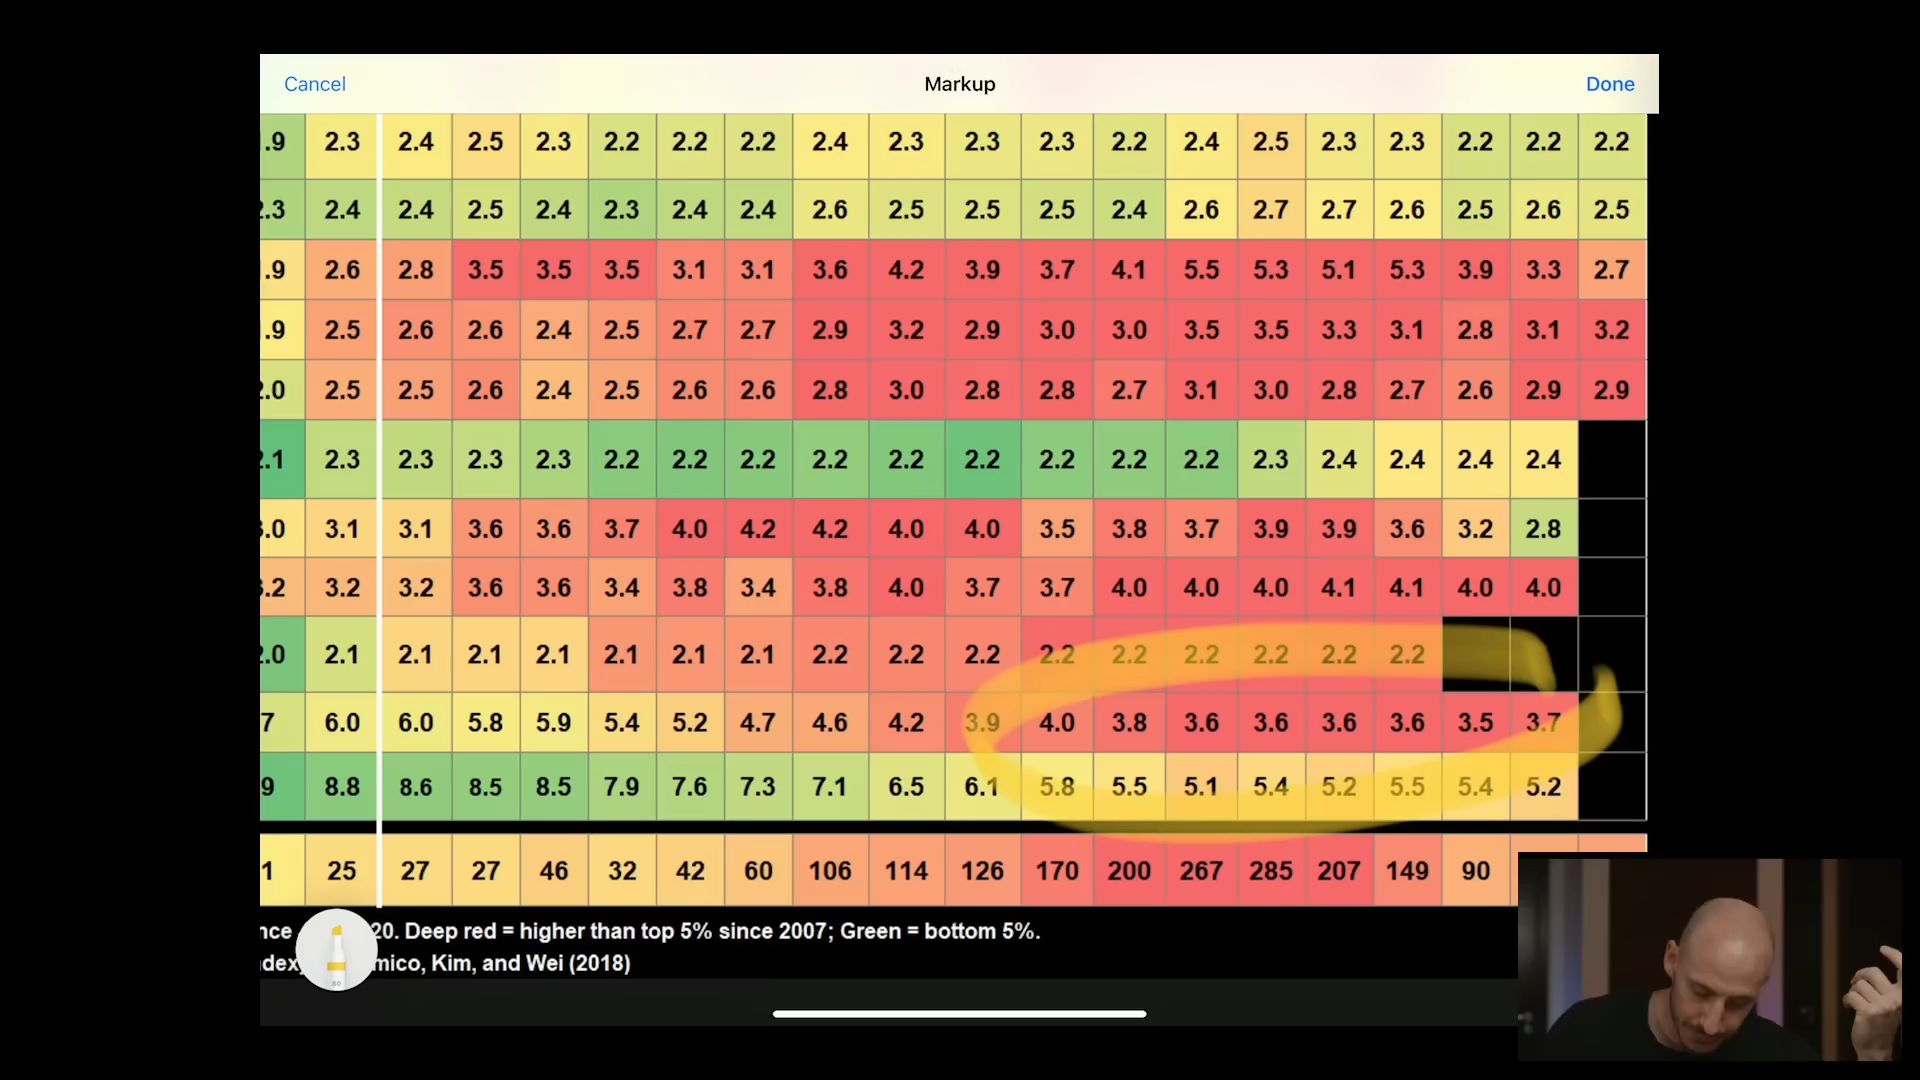 Cancel Markup Done
.9 2.3 2.4 2.5 2.3 2.2 2.2 2.2 2.4 2.3 2.3 2.3 2.2 2.4 2.5 2.3 2.3 2.2 2.2 2.2
2.3 2.4 2.4 2.5 2.4 2.3 2.4 2.4 2.6 2.5 2.5 2.5 2.4 2.6 2.7 2.7 2.6 2.5 2.6 2.5
.9 2.6 2.8 3.5 3.5 3.5 3.1 3.1 3.6 4.2 3.9 3.7 4.1 5.5 5.3 5.1 5.3 3.9 3.3 2.7
.9 2.5 2.6 2.6 2.4 2.5 2.7 2.7 2.9 3.2 2.9 3.0 3.0 3.5 3.5 3.3 3.1 2.8 3.1 3.2
2.0 2.5 2.5 2.6 2.4 2.5 2.6 2.6 2.8 3.0 2.8 2.8 2.7 3.1 3.0 2.8 2.7 2.6 2.9 2.9
2.1 2.3 2.3 2.3 2.3 2.2 2.2 2.2 2.2 2.2 2.2 2.2 2.2 2.2 2.3 2.4 2.4 2.4 2.4
3.0 3.1 3.1 3.6 3.6 3.7 4.0 4.2 4.2 4.0 4.0 3.5 3.8 3.7 3.9 3.9 3.6 3.2 2.8
3.2 3.2 3.2 3.6 3.6 3.4 3.8 3.4 3.8 4.0 3.7 3.7 4.0 4.0 4.0 4.1 4.1 4.0 4.0
2.0 2.1 2.1 2.1 2.1 2.1 2.1 2.1 2.2 2.2 2.2 2.2 2.2 2.2 2.2 2.2 2.2
7 6.0 6.0 5.8 5.9 5.4 5.2 4.7 4.6 4.2 3.9 4.0 3.8 3.6 3.6 3.6 3.6 3.5 3.7
9 8.8 8.6 8.5 8.5 7.9 7.6 7.3 7.1 6.5 6.1 5.8 5.5 5.1 5.4 5.2 5.5 5.4 5.2
1 25 27 27 46 32 42 60 106 114 126 170 200 267 285 207 149 90
nce 20. Deep red = higher than top 5% since 2007; Green = bottom 5%.
dex, mico, Kim, and Wei (2018)
80